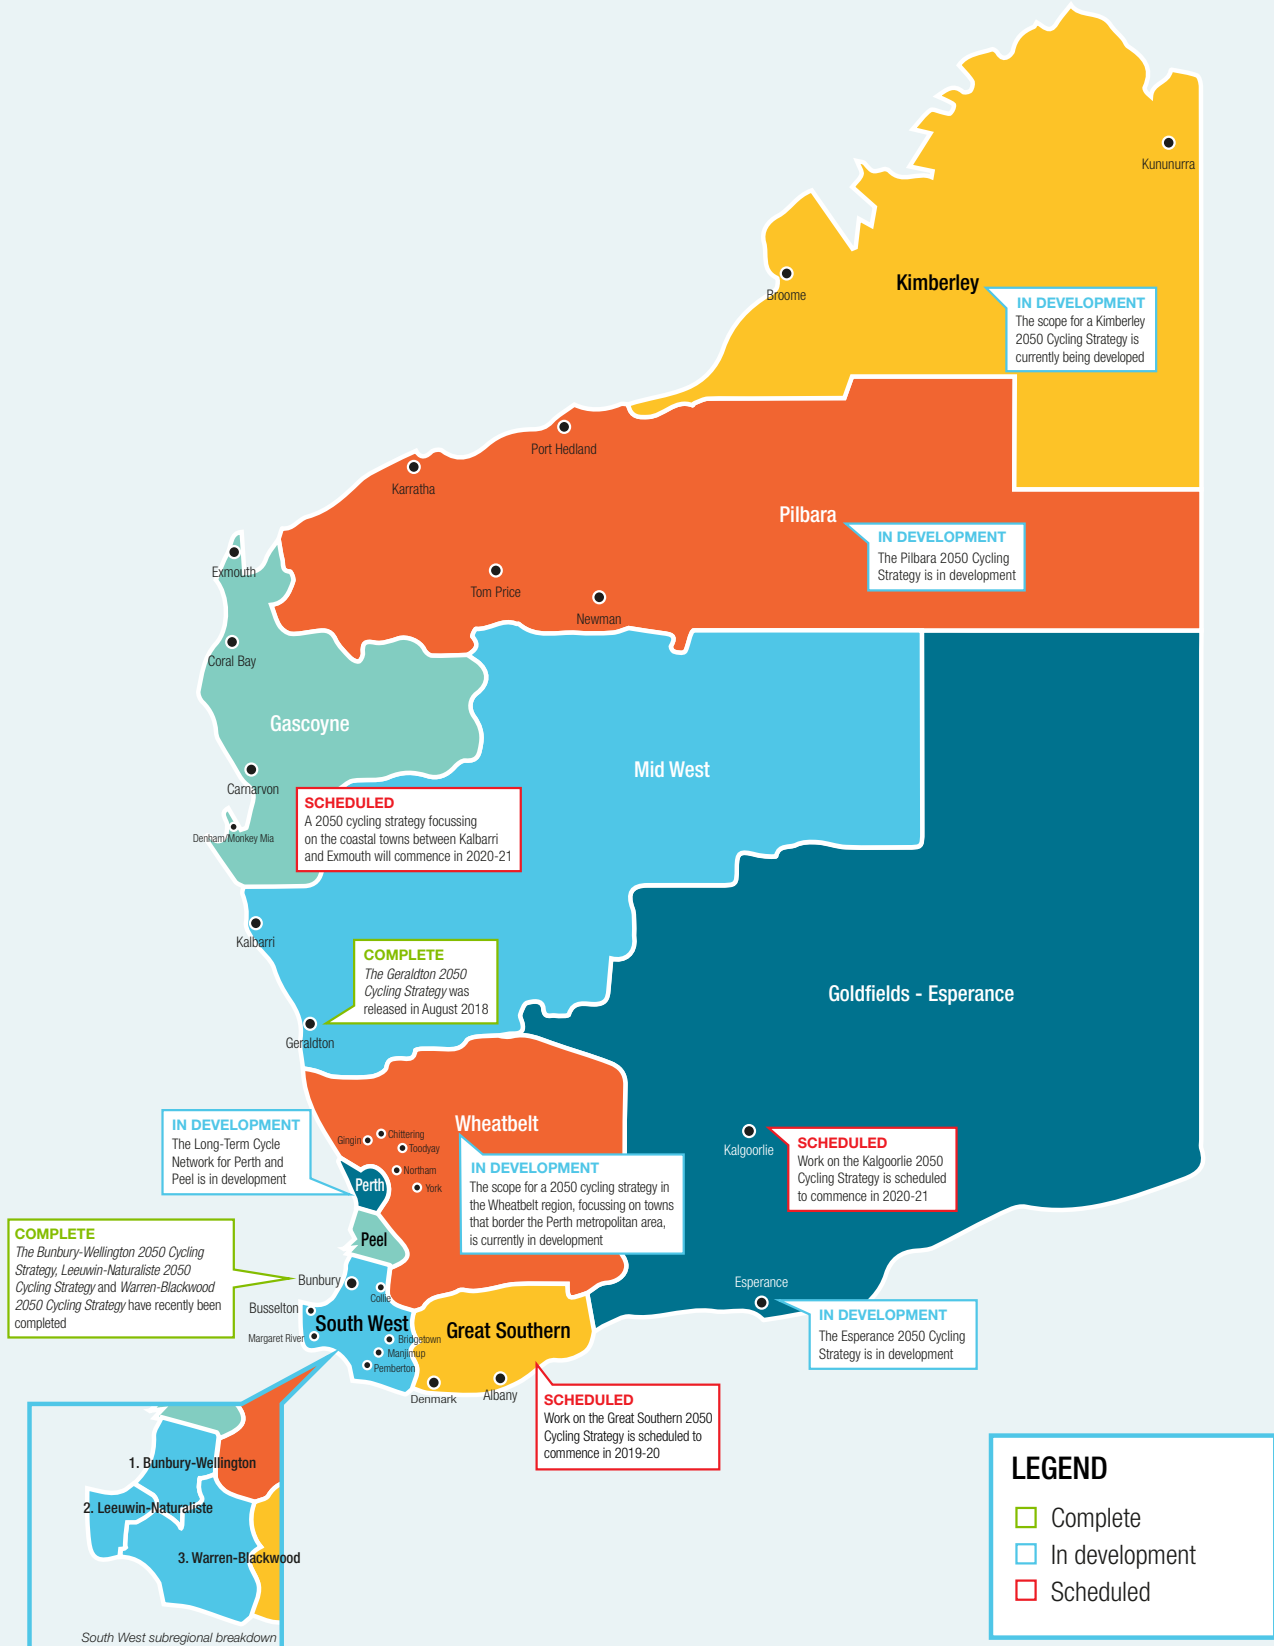 Kununurra
Broome
Kimberley
IN DEVELOPMENT
The scope for a Kimberley
2050 Cycling Strategy is
currently being developed
Port Hedland
Karratha
Pilbara
IN DEVELOPMENT
The Pilbara 2050 Cycling
Strategy is in development
Exmouth
Tom Price
Newman
Coral Bay
Gascoyne
Mid West
Carnarvon
Denham/Monkey Mia
SCHEDULED
A 2050 cycling strategy focussing
on the coastal towns between Kalbarri
and Exmouth will commence in 2020-21
Kalbarri
COMPLETE
The Geraldton 2050
Cycling Strategy was
released in August 2018
Geraldton
Goldfields - Esperance
IN DEVELOPMENT
The Long-Term Cycle
Network for Perth and
Peel is in development
Wheatbelt
Gingin
Chittering
Toodyay
Northam
York
Perth
Peel
IN DEVELOPMENT
The scope for a 2050 cycling strategy in
the Wheatbelt region, focussing on towns
that border the Perth metropolitan area,
is currently in development
Kalgoorlie
SCHEDULED
Work on the Kalgoorlie 2050
Cycling Strategy is scheduled
to commence in 2020-21
COMPLETE
The Bunbury-Wellington 2050 Cycling
Strategy, Leeuwin-Naturaliste 2050
Cycling Strategy and Warren-Blackwood
2050 Cycling Strategy have recently been
completed
Bunbury
Collie
Busselton
South West
Margaret River
Bridgetown
Manjimup
Pemberton
Great Southern
Denmark
Albany
Esperance
IN DEVELOPMENT
The Esperance 2050 Cycling
Strategy is in development
SCHEDULED
Work on the Great Southern 2050
Cycling Strategy is scheduled to
commence in 2019-20
1. Bunbury-Wellington
2. Leeuwin-Naturaliste
3. Warren-Blackwood
South West subregional breakdown
LEGEND
Complete
In development
Scheduled